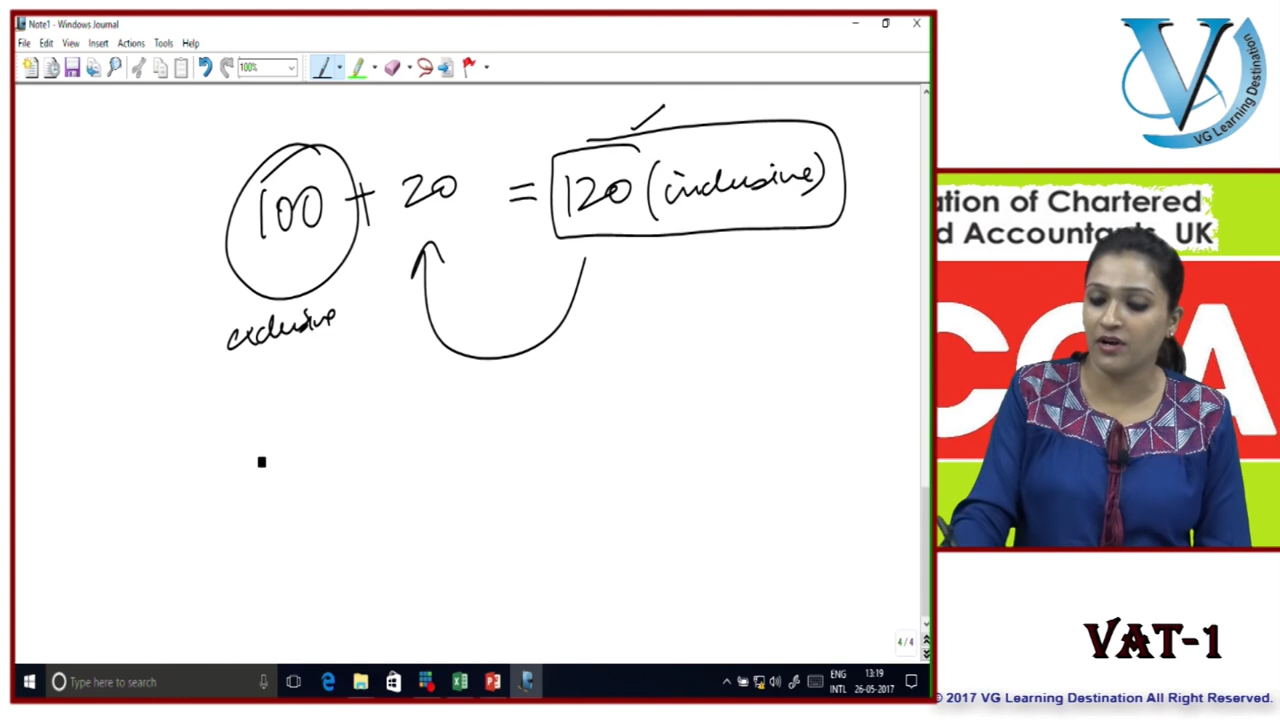 Note1 - Windows Journal
File Edit View Insert Actions Tools Help
100%
100 + 20 = 120 (inclusive)
exclusive
4 / 4
Type here to search
ENG
INTL
13:19
26-05-2017
V
VG Learning Destination
ation of Chartered
d Accountants, UK
CCA
VAT-1
© 2017 VG Learning Destination All Right Reserved.